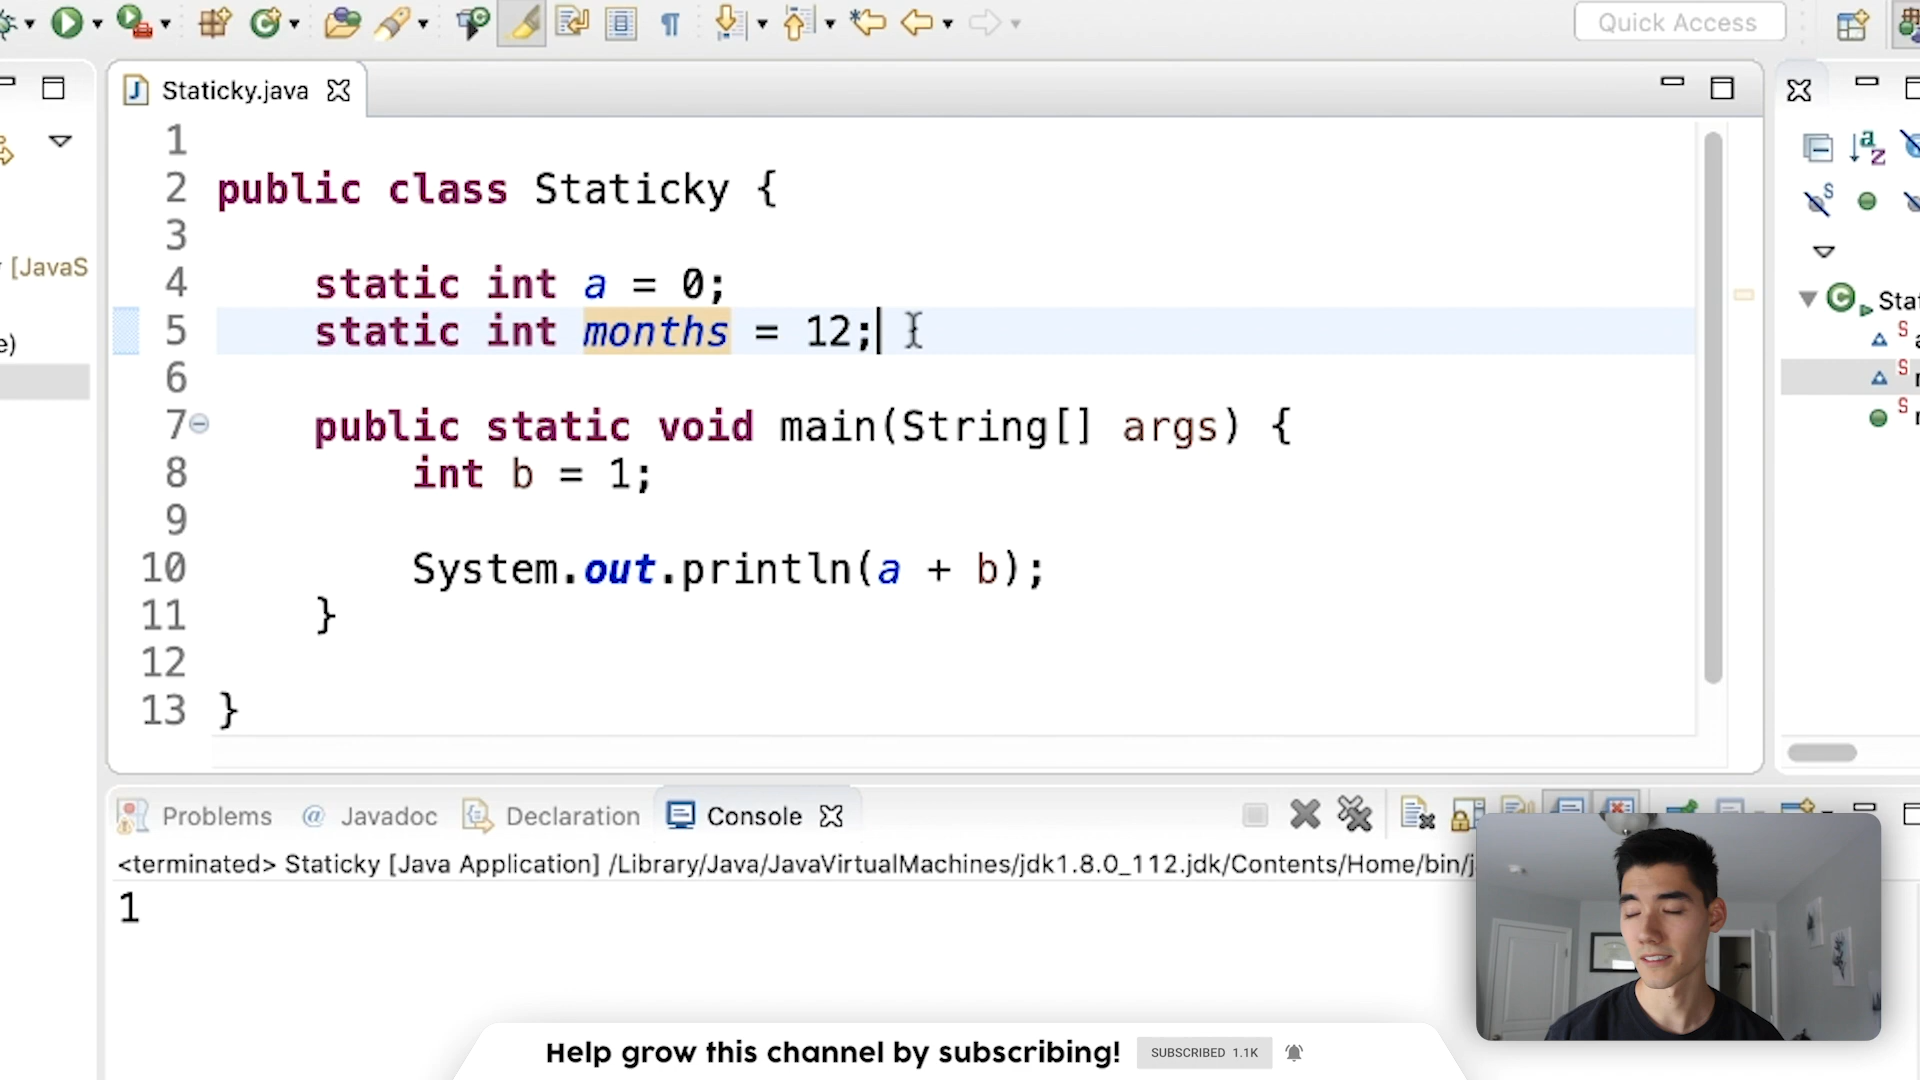 Quick Access
Staticky.java
1
2 public class Staticky {
3
4 static int a = 0;
5 static int months = 12;
6
7 public static void main(String[] args) {
8 int b = 1;
9
10 System.out.println(a + b);
11 }
12
13 }
[JavaS
e)
Sta
Problems @ Javadoc Declaration Console
<terminated> Staticky [Java Application] /Library/Java/JavaVirtualMachines/jdk1.8.0_112.jdk/Contents/Home/bin/j
1
Help grow this channel by subscribing! SUBSCRIBED 1.1K